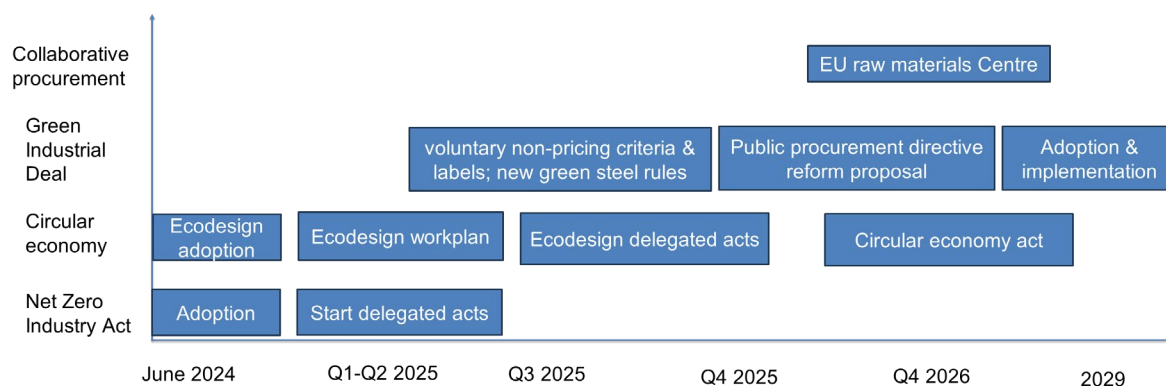 Collaborative
procurement
EU raw materials Centre
Green
Industrial
Deal
voluntary non-pricing criteria &
labels; new green steel rules
Public procurement directive
reform proposal
Adoption &
implementation
Circular
economy
Ecodesign
adoption
Ecodesign workplan
Ecodesign delegated acts
Circular economy act
Net Zero
Industry Act
Adoption
Start delegated acts
June 2024
Q1-Q2 2025
Q3 2025
Q4 2025
Q4 2026
2029